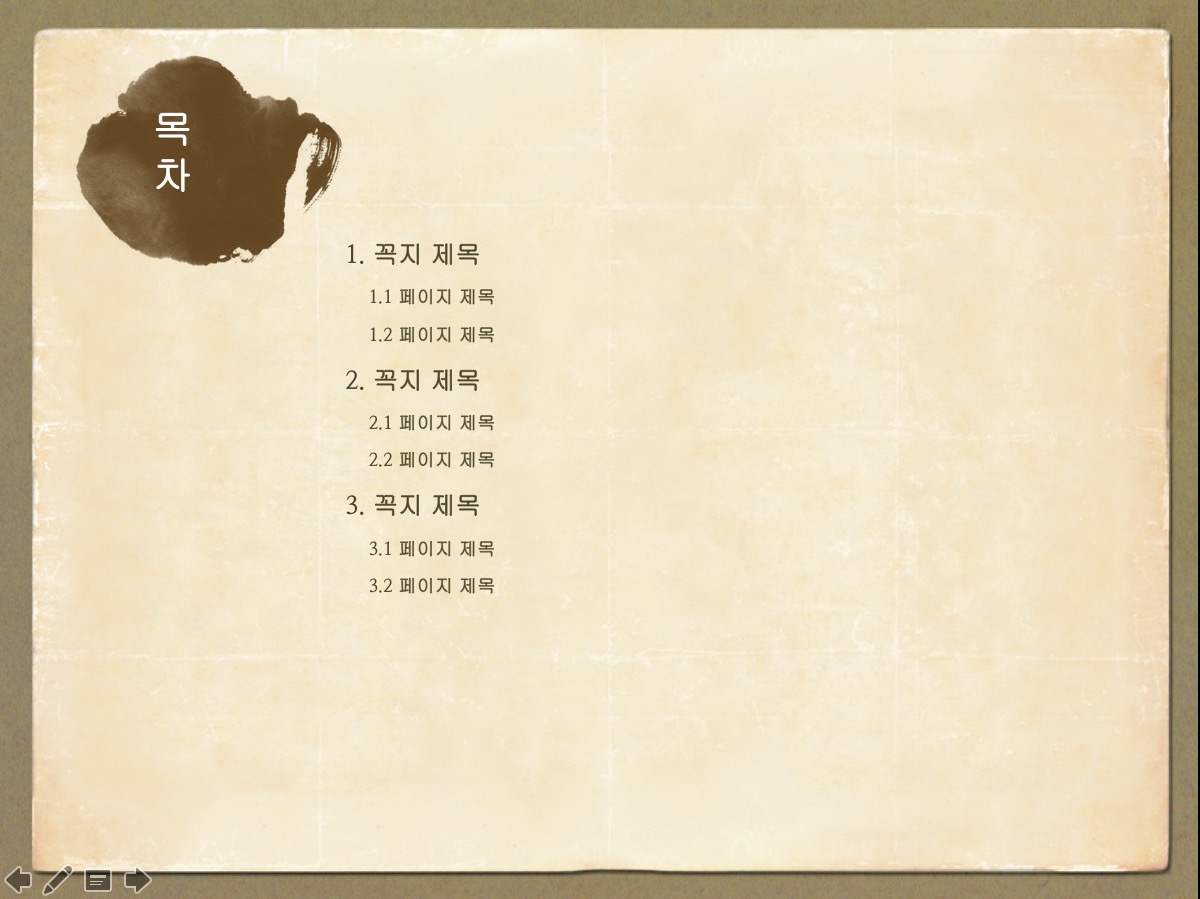 목
차
1. 꼭지 제목
1.1 페이지 제목
1.2 페이지 제목
2. 꼭지 제목
2.1 페이지 제목
2.2 페이지 제목
3. 꼭지 제목
3.1 페이지 제목
3.2 페이지 제목